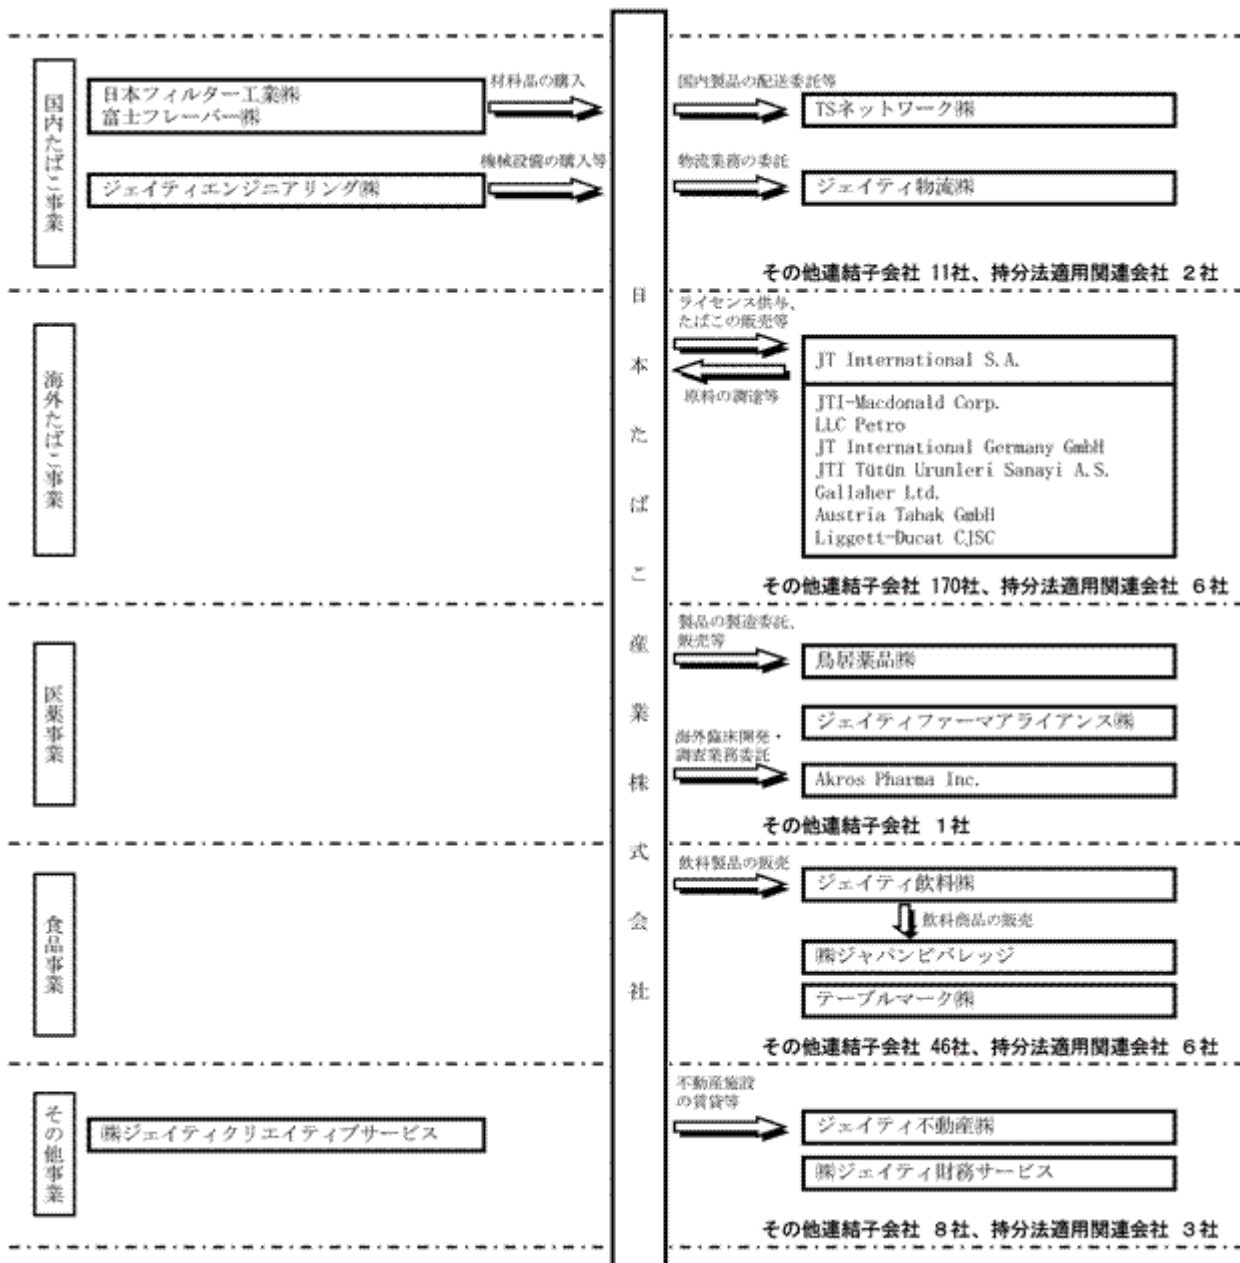 国内たばこ事業
日本フィルター工業㈱
富士フレーバー㈱
材料品の購入
国内製品の配送委託等
TSネットワーク㈱
ジェイティエンジニアリング㈱
機械設備の購入等
物流業務の委託
ジェイティ物流㈱
その他連結子会社 11社、持分法適用関連会社 2社
日本たばこ産業株式会社
海外たばこ事業
ライセンス供与、
たばこの販売等
原料の調達等
JT International S.A.
JTI-Macdonald Corp.
LLC Petro
JT International Germany GmbH
JTI Tütün Urunleri Sanayi A.S.
Gallaher Ltd.
Austria Tabak GmbH
Liggett-Ducat CJSC
その他連結子会社 170社、持分法適用関連会社 6社
医薬事業
製品の製造委託、
販売等
鳥居薬品㈱
ジェイティファーマアライアンス㈱
海外臨床開発・
調査業務委託
Akros Pharma Inc.
その他連結子会社 1社
食品事業
飲料製品の販売
ジェイティ飲料㈱
飲料商品の販売
㈱ジャパンビバレッジ
テーブルマーク㈱
その他連結子会社 46社、持分法適用関連会社 6社
その他事業
㈱ジェイティクリエイティブサービス
不動産施設
の賃貸等
ジェイティ不動産㈱
㈱ジェイティ財務サービス
その他連結子会社 8社、持分法適用関連会社 3社